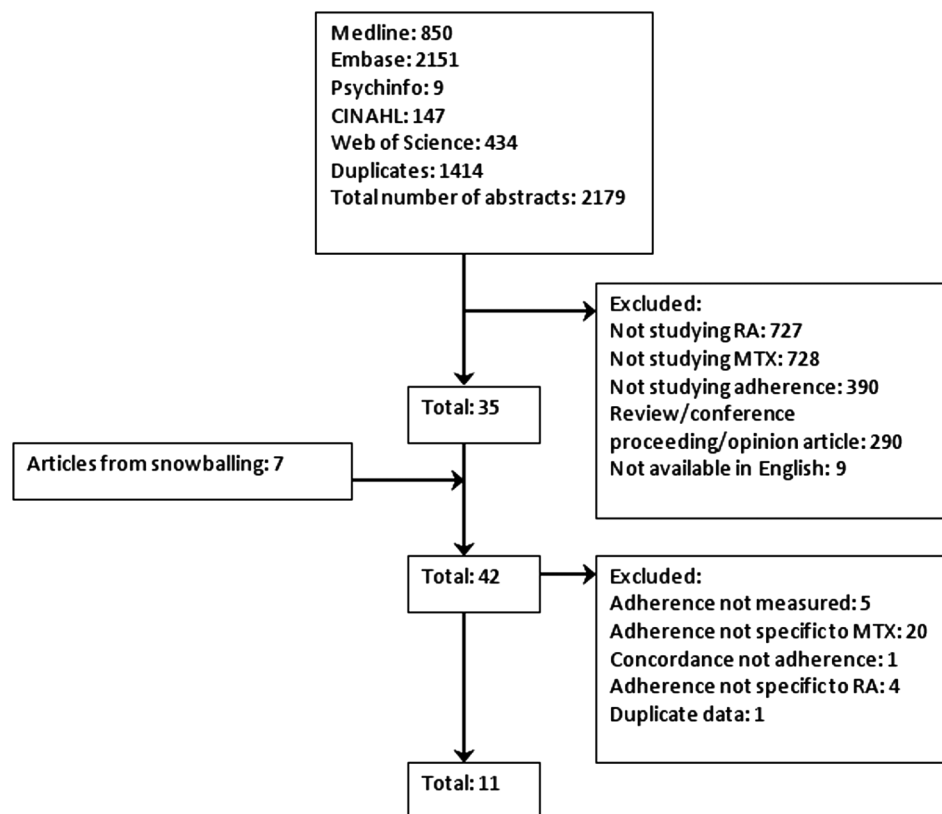 Medline: 850
Embase: 2151
Psychinfo: 9
CINAHL: 147
Web of Science: 434
Duplicates: 1414
Total number of abstracts: 2179
Excluded:
Not studying RA: 727
Not studying MTX: 728
Not studying adherence: 390
Review/conference
proceeding/opinion article: 290
Not available in English: 9
Total: 35
Articles from snowballing: 7
Total: 42
Excluded:
Adherence not measured: 5
Adherence not specific to MTX: 20
Concordance not adherence: 1
Adherence not specific to RA: 4
Duplicate data: 1
Total: 11